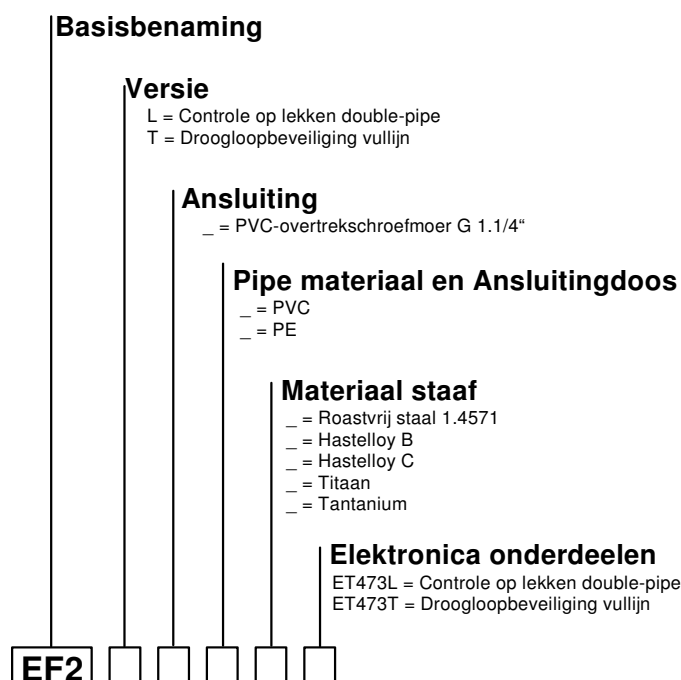 Basisbenaming
Versie
L = Controle op lekken double-pipe
T = Droogloopbeveiliging vullijn
Ansluiting
_ = PVC-overtrekschroefmoer G 1.1/4“
Pipe materiaal en Ansluitingdoos
_ = PVC
_ = PE
Materiaal staaf
_ = Roastvrij staal 1.4571
_ = Hastelloy B
_ = Hastelloy C
_ = Titaan
_ = Tantanium
Elektronica onderdeelen
ET473L = Controle op lekken double-pipe
ET473T = Droogloopbeveiliging vullijn
EF2